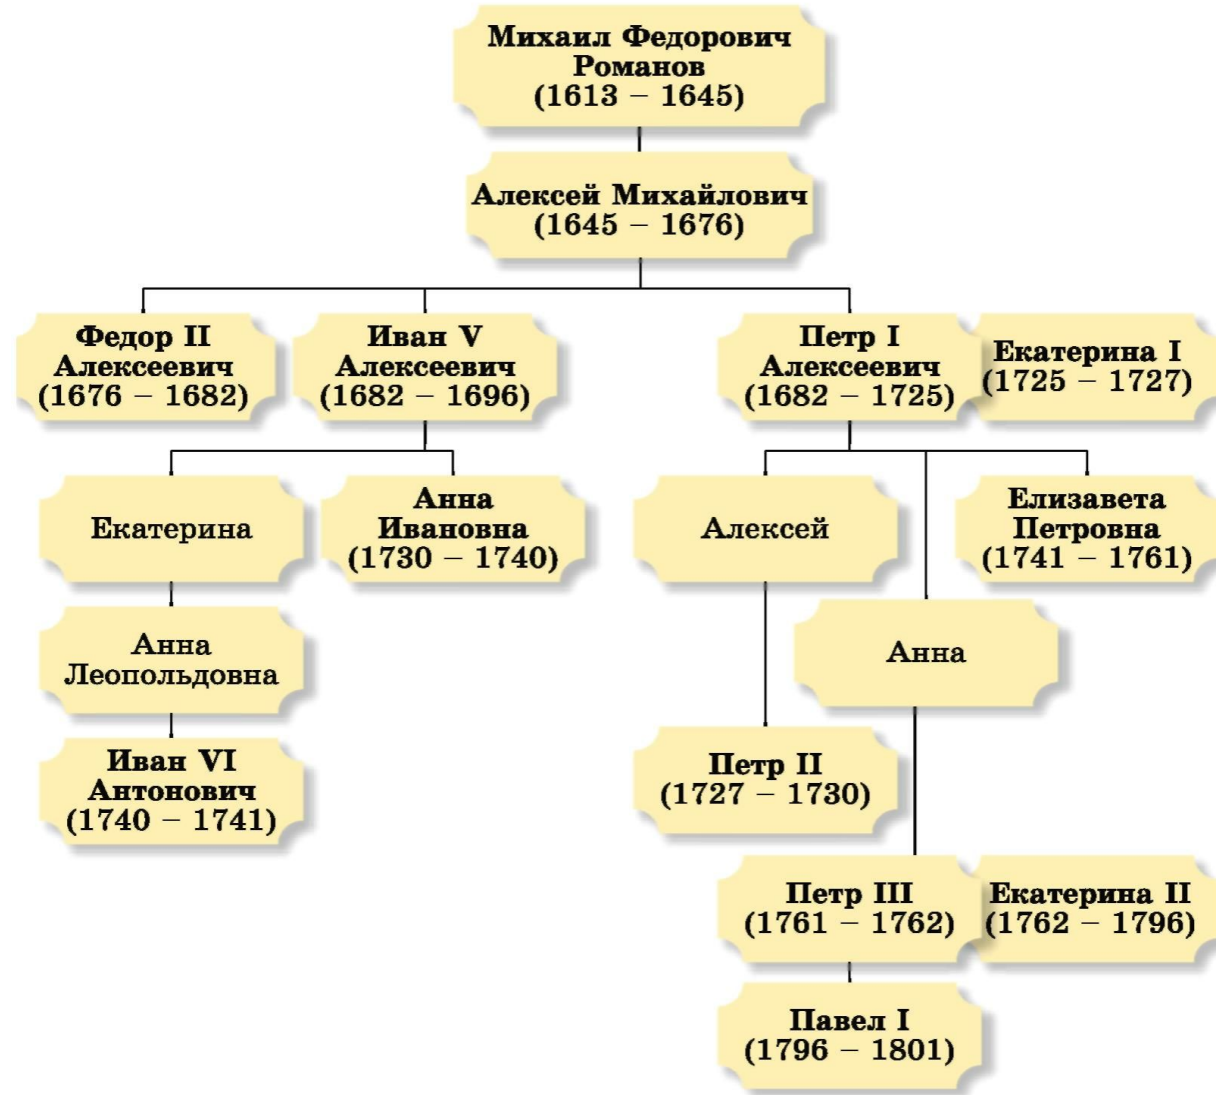 Михаил Федорович
Романов
(1613 – 1645)
Алексей Михайлович
(1645 – 1676)
Федор II
Алексеевич
(1676 – 1682)
Иван V
Алексеевич
(1682 – 1696)
Петр I
Алексеевич
(1682 – 1725)
Екатерина I
(1725 – 1727)
Екатерина
Анна
Ивановна
(1730 – 1740)
Алексей
Елизавета
Петровна
(1741 – 1761)
Анна
Леопольдовна
Анна
Иван VI
Антонович
(1740 – 1741)
Петр II
(1727 – 1730)
Петр III
(1761 – 1762)
Екатерина II
(1762 – 1796)
Павел I
(1796 – 1801)